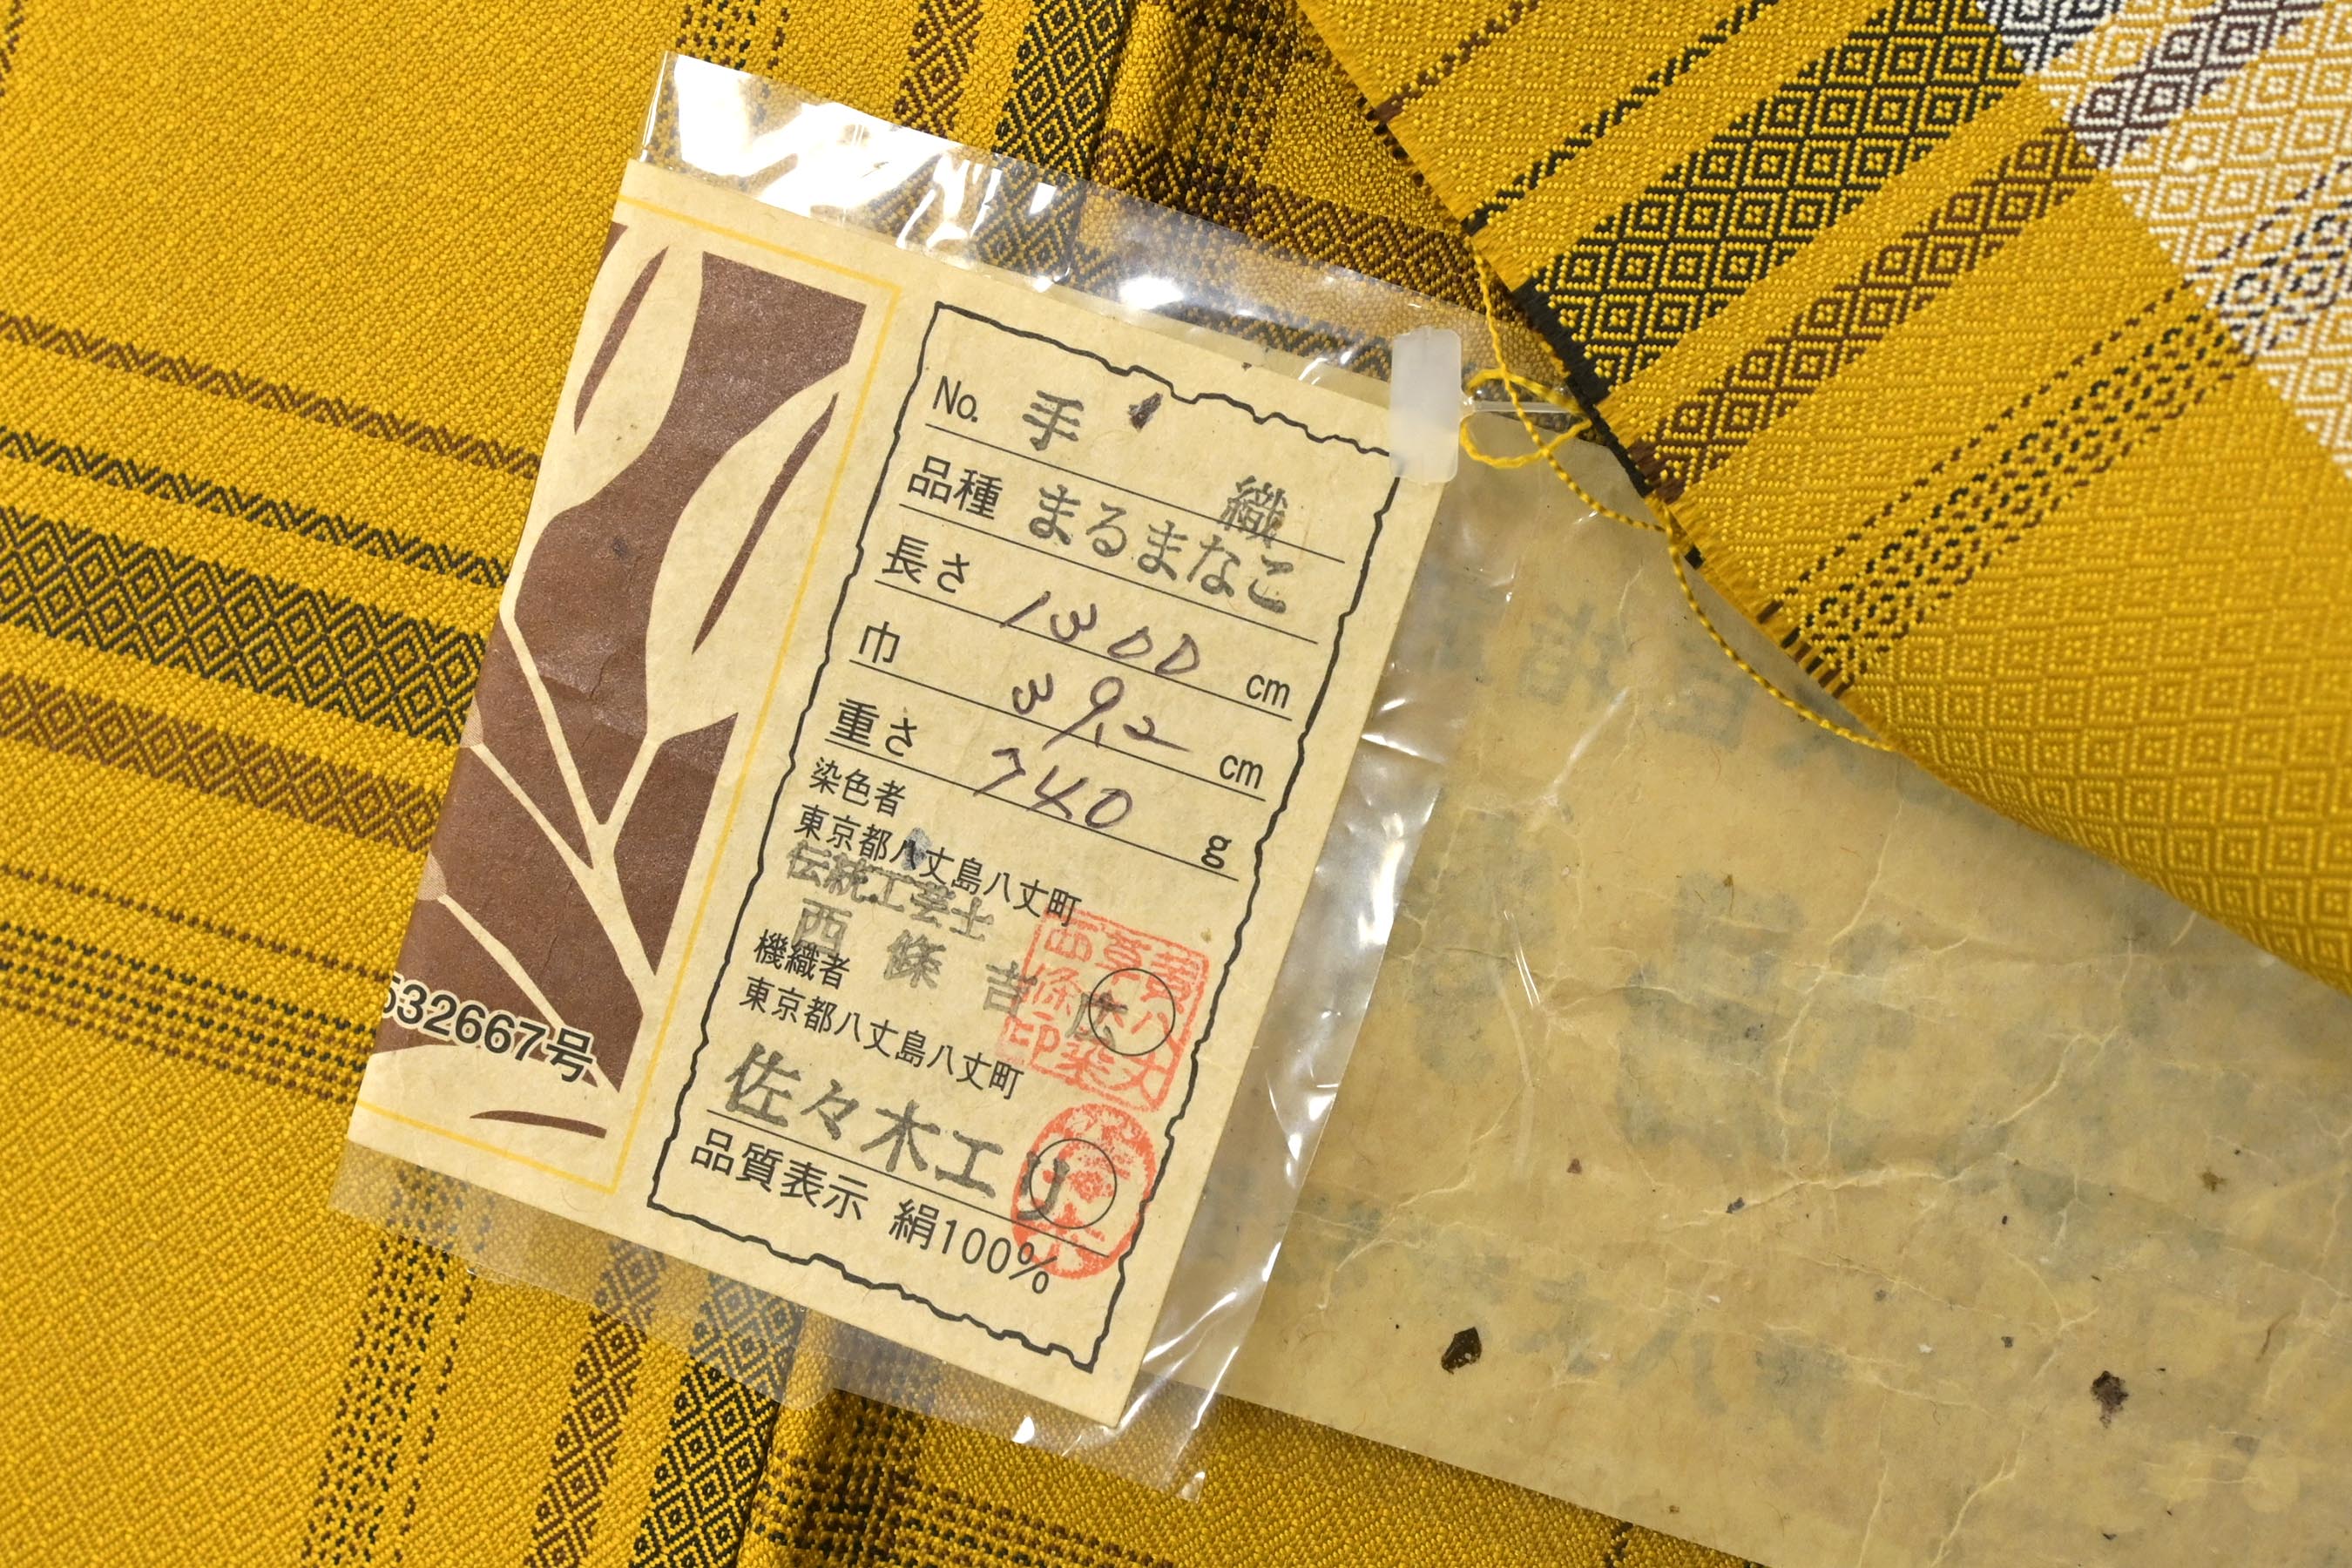 No. 手織
品種 まるまなこ
長さ 1300 cm
巾 39.2 cm
重さ 740 g
染色者
東京都八丈島八丈町
伝統工芸士
西條吉広
機織者
東京都八丈島八丈町
佐々木エリ
品質表示 絹100%
532667号